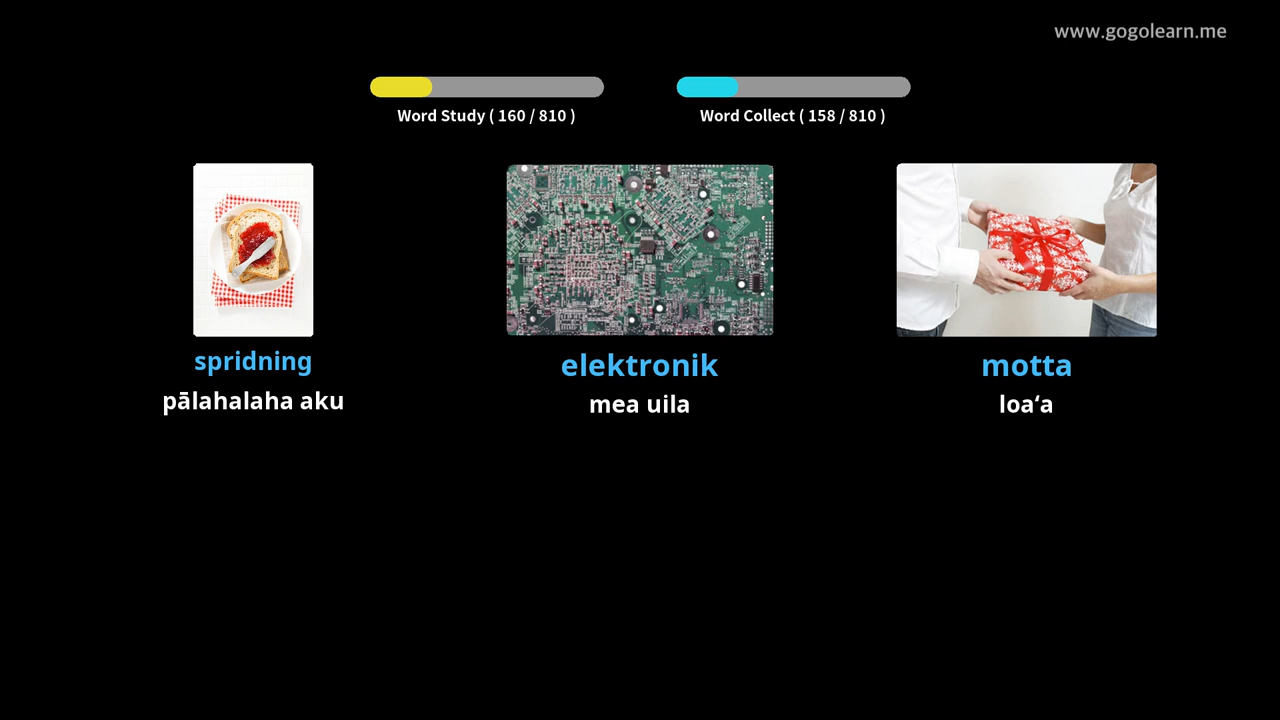 www.gogolearn.me
Word Study ( 160 / 810 )
Word Collect ( 158 / 810 )
spridning
elektronik
motta
pālahalaha aku
mea uila
loaʻa